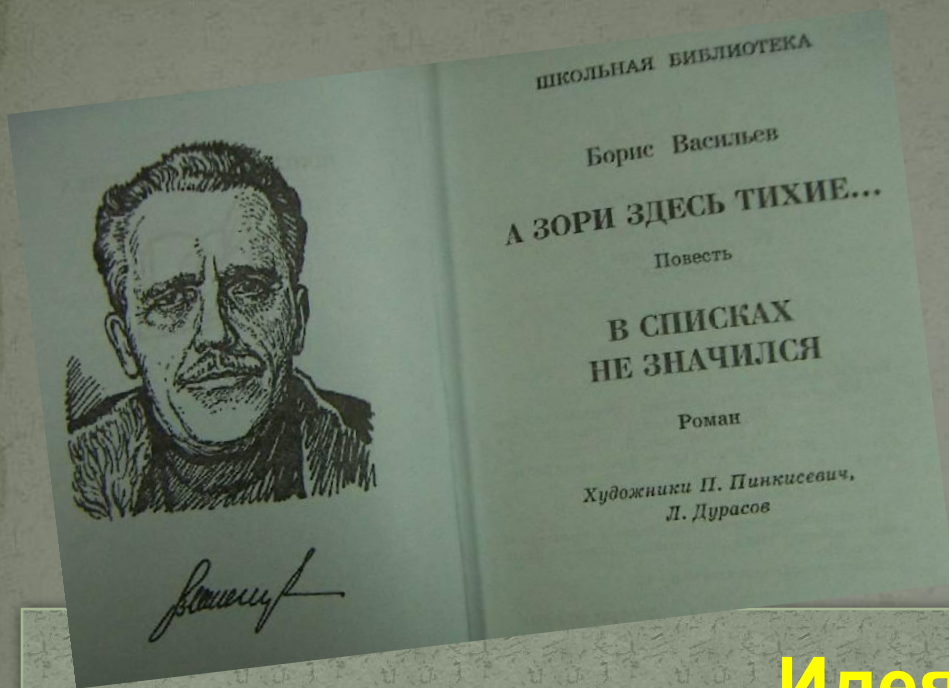 ШКОЛЬНАЯ БИБЛИОТЕКА
Борис Васильев
А ЗОРИ ЗДЕСЬ ТИХИЕ...
Повесть
В СПИСКАХ
НЕ ЗНАЧИЛСЯ
Роман
Художники П. Пинкисевич,
Л. Дурасов